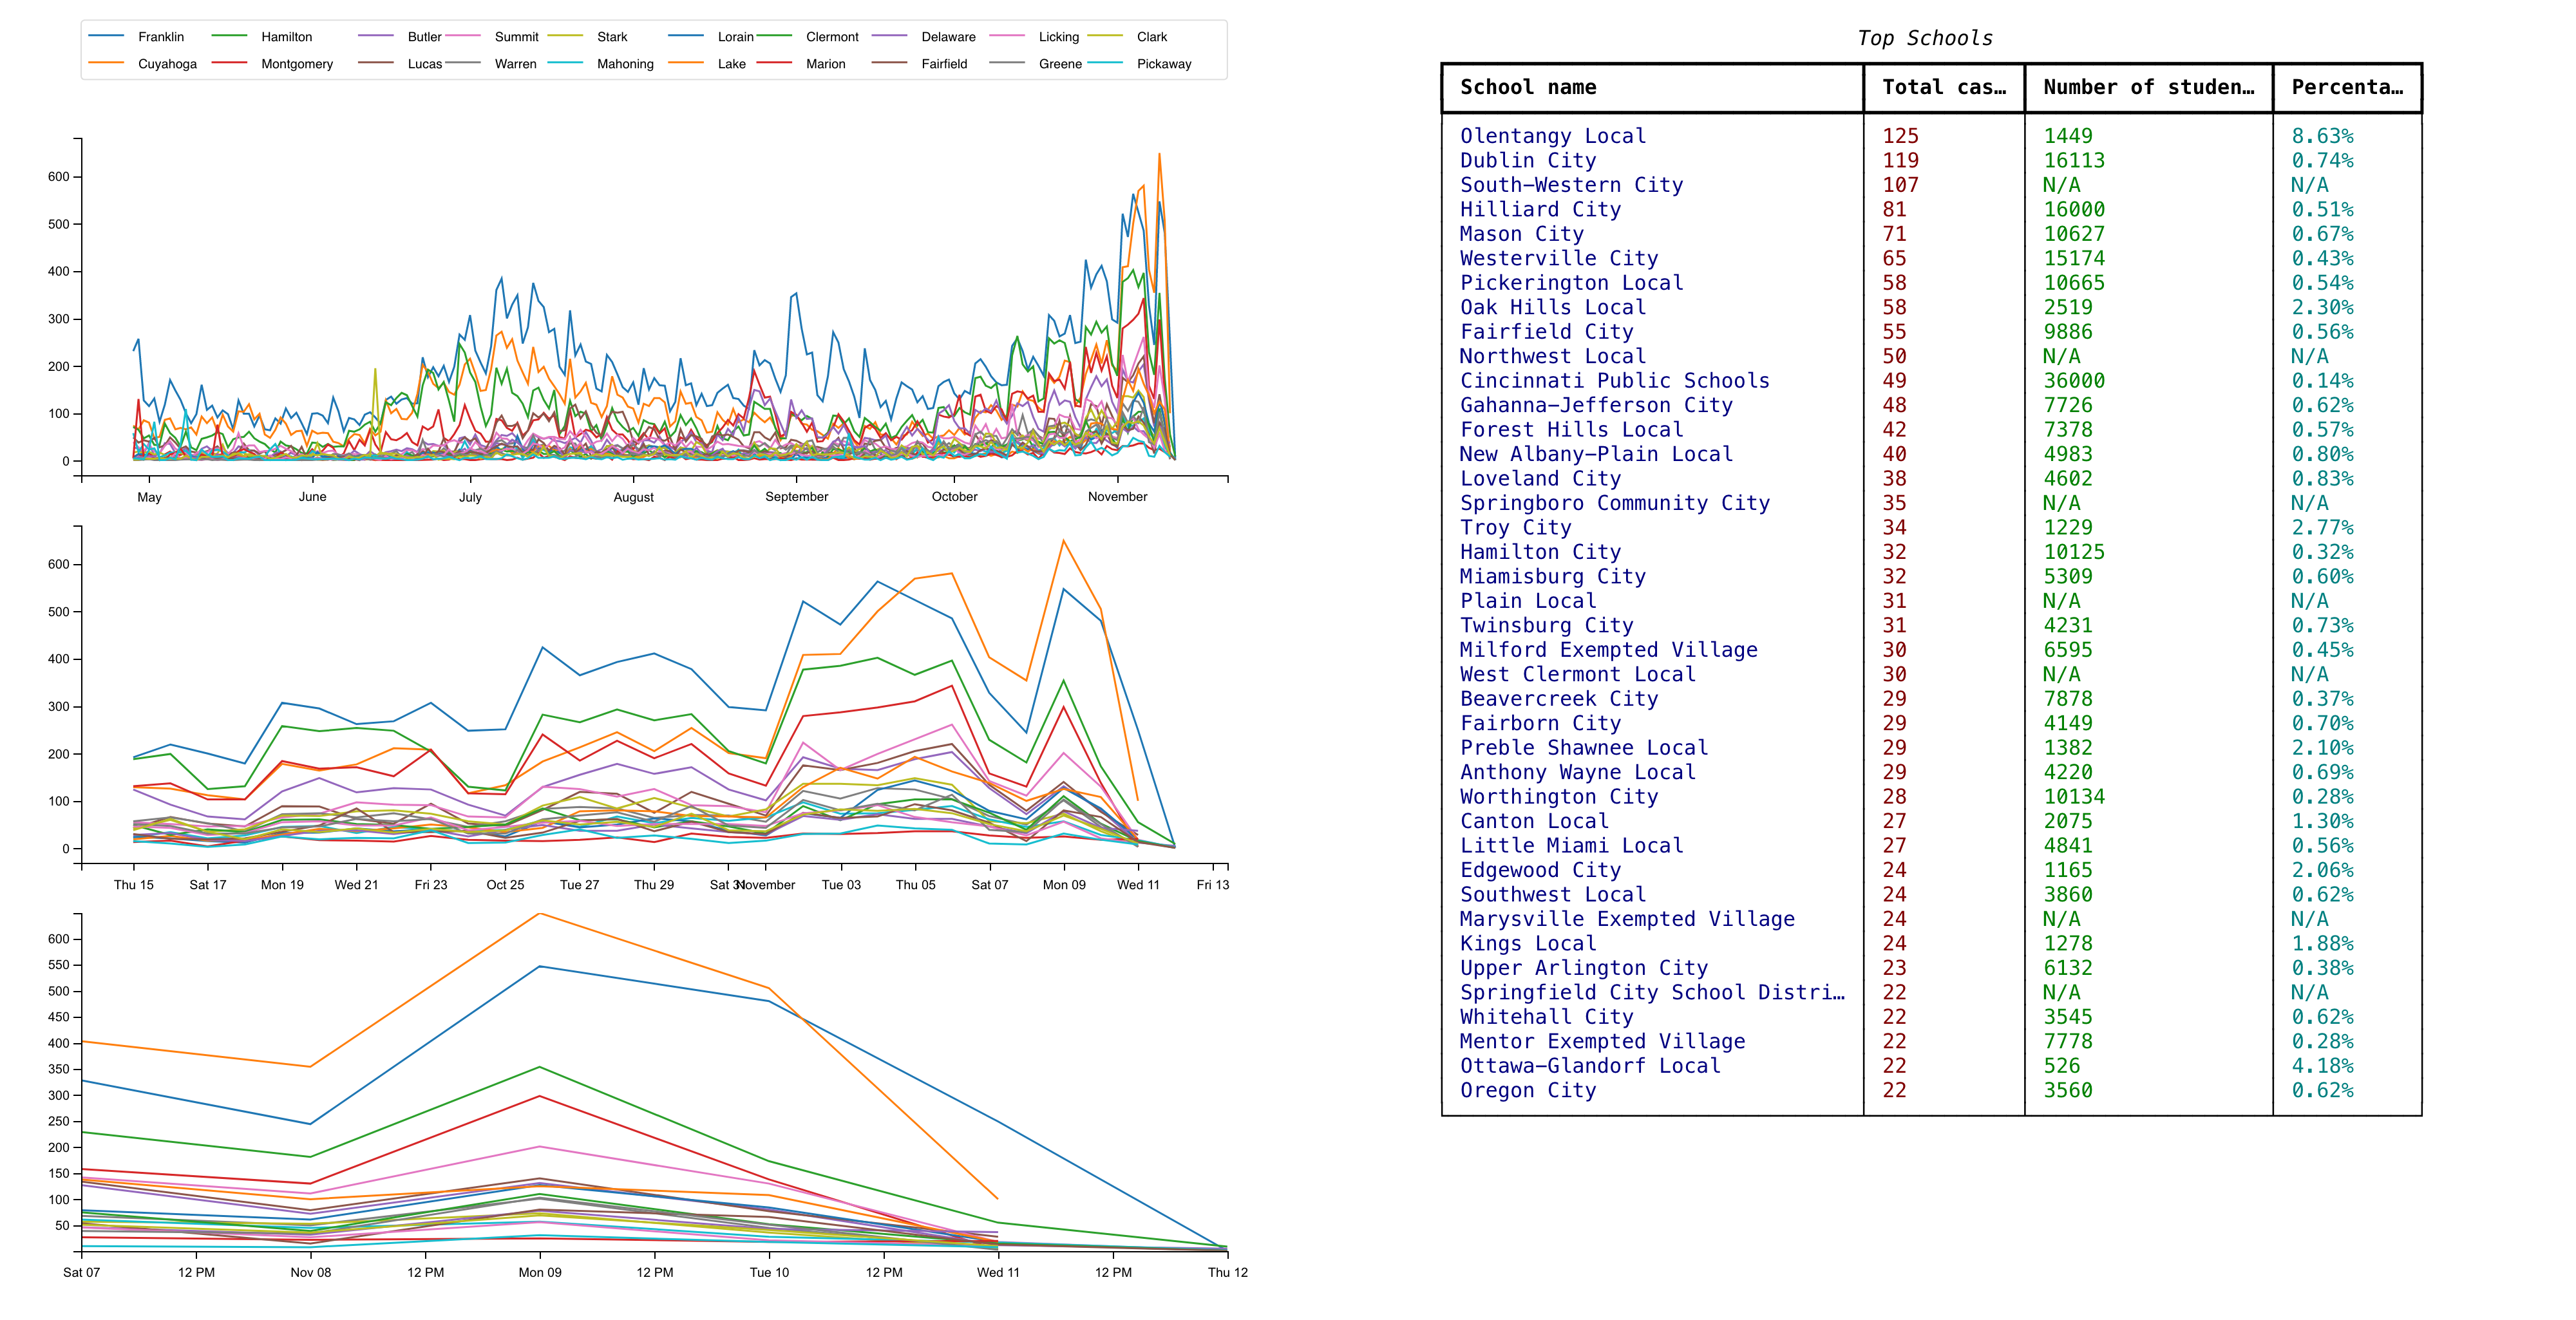 Franklin Hamilton Butler Summit Stark Lorain Clermont Delaware Licking Clark
Cuyahoga Montgomery Lucas Warren Mahoning Lake Marion Fairfield Greene Pickaway
600
500
400
300
200
100
0
May June July August September October November
600
500
400
300
200
100
0
Thu 15 Sat 17 Mon 19 Wed 21 Fri 23 Oct 25 Tue 27 Thu 29 Sat 31 November Tue 03 Thu 05 Sat 07 Mon 09 Wed 11 Fri 13
600
550
500
450
400
350
300
250
200
150
100
50
Sat 07 12 PM Nov 08 12 PM Mon 09 12 PM Tue 10 12 PM Wed 11 12 PM Thu 12
Top Schools
School name Total cas… Number of studen… Percenta…
Olentangy Local 125 1449 8.63%
Dublin City 119 16113 0.74%
South-Western City 107 N/A N/A
Hilliard City 81 16000 0.51%
Mason City 71 10627 0.67%
Westerville City 65 15174 0.43%
Pickerington Local 58 10665 0.54%
Oak Hills Local 58 2519 2.30%
Fairfield City 55 9886 0.56%
Northwest Local 50 N/A N/A
Cincinnati Public Schools 49 36000 0.14%
Gahanna-Jefferson City 48 7726 0.62%
Forest Hills Local 42 7378 0.57%
New Albany-Plain Local 40 4983 0.80%
Loveland City 38 4602 0.83%
Springboro Community City 35 N/A N/A
Troy City 34 1229 2.77%
Hamilton City 32 10125 0.32%
Miamisburg City 32 5309 0.60%
Plain Local 31 N/A N/A
Twinsburg City 31 4231 0.73%
Milford Exempted Village 30 6595 0.45%
West Clermont Local 30 N/A N/A
Beavercreek City 29 7878 0.37%
Fairborn City 29 4149 0.70%
Preble Shawnee Local 29 1382 2.10%
Anthony Wayne Local 29 4220 0.69%
Worthington City 28 10134 0.28%
Canton Local 27 2075 1.30%
Little Miami Local 27 4841 0.56%
Edgewood City 24 1165 2.06%
Southwest Local 24 3860 0.62%
Marysville Exempted Village 24 N/A N/A
Kings Local 24 1278 1.88%
Upper Arlington City 23 6132 0.38%
Springfield City School Distri… 22 N/A N/A
Whitehall City 22 3545 0.62%
Mentor Exempted Village 22 7778 0.28%
Ottawa-Glandorf Local 22 526 4.18%
Oregon City 22 3560 0.62%